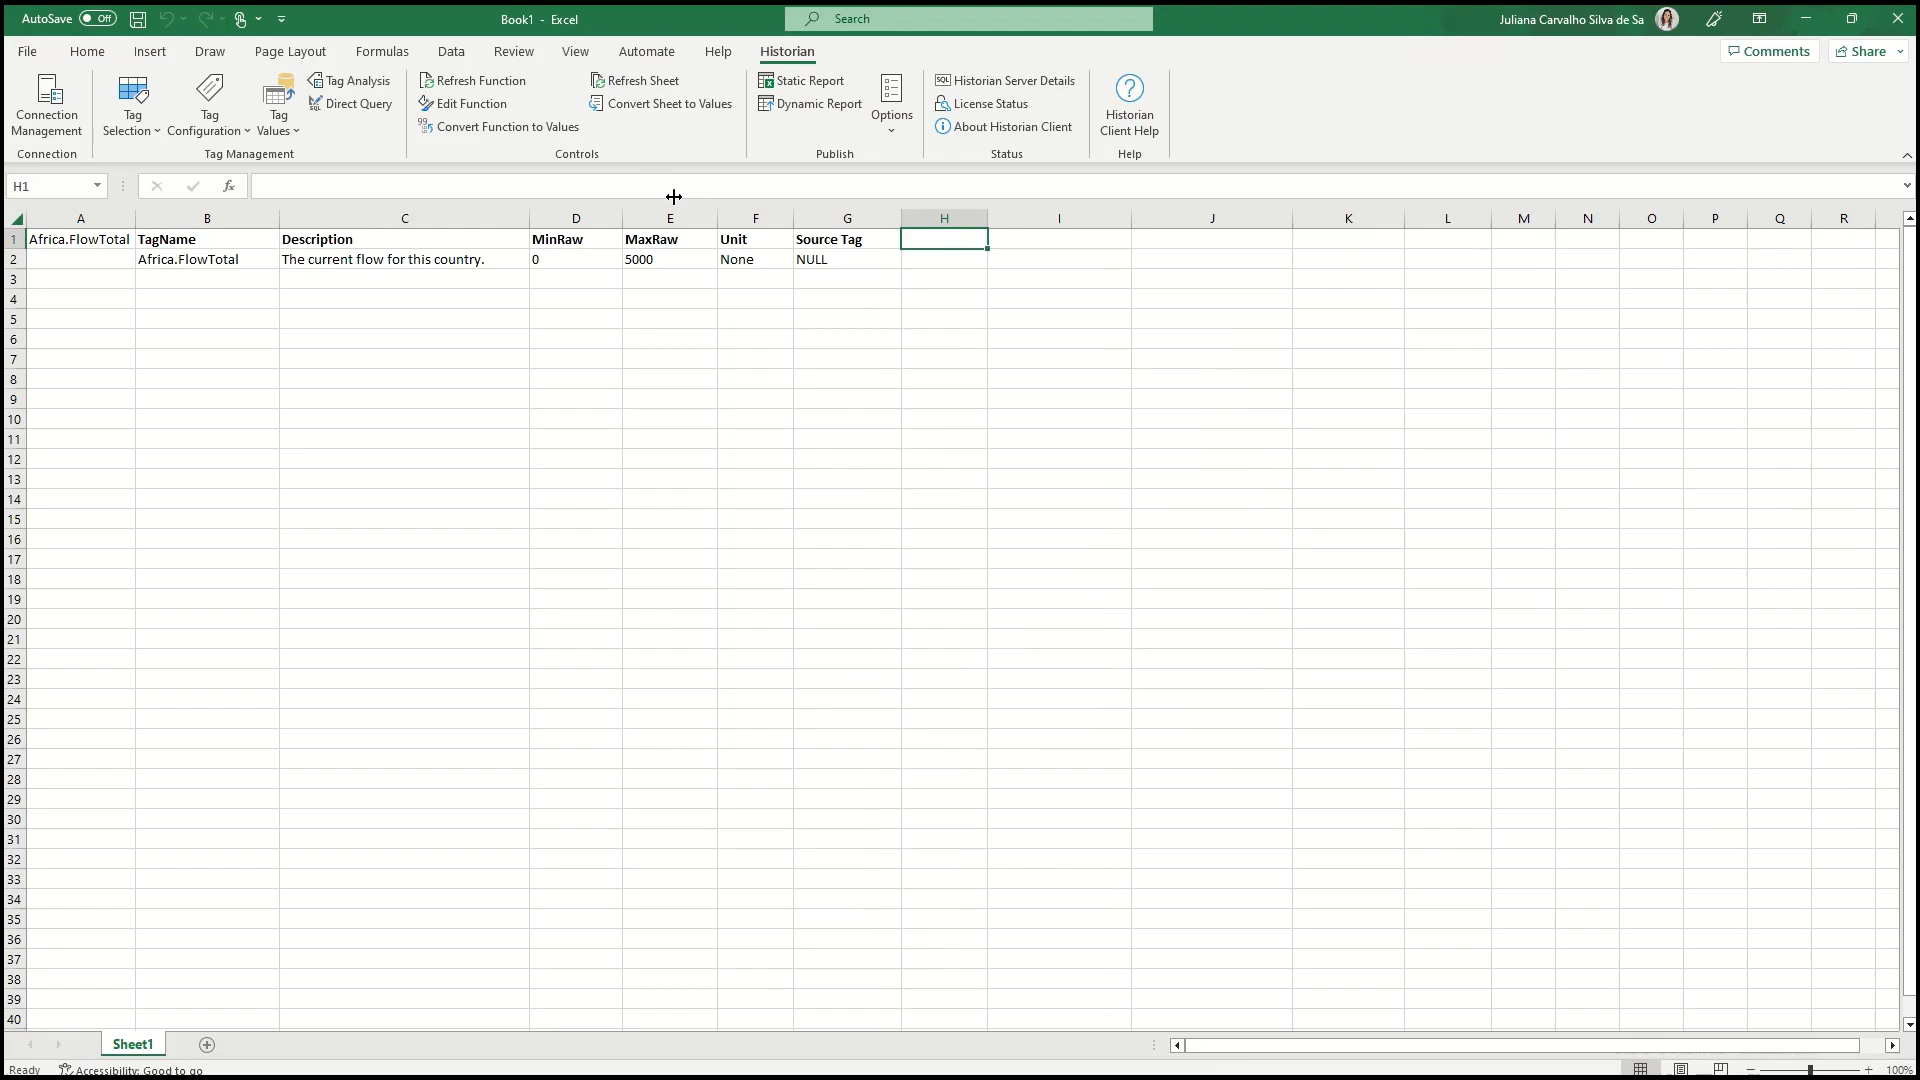 AutoSave Off Book1 - Excel Search Juliana Carvalho Silva de Sa
File Home Insert Draw Page Layout Formulas Data Review View Automate Help Historian Comments Share
Connection Management
Tag Selection
Tag Configuration
Tag Values
Tag Analysis
Direct Query
Refresh Function
Edit Function
Convert Function to Values
Refresh Sheet
Convert Sheet to Values
Static Report
Dynamic Report
Options
SQL Historian Server Details
License Status
About Historian Client
Historian Client Help
Connection Tag Management Controls Publish Status Help
H1 fx
A B C D E F G H I J K L M N O P Q R
1 Africa.FlowTotal TagName Description MinRaw MaxRaw Unit Source Tag
2 Africa.FlowTotal The current flow for this country. 0 5000 None NULL
3
4
5
6
7
8
9
10
11
12
13
14
15
16
17
18
19
20
21
22
23
24
25
26
27
28
29
30
31
32
33
34
35
36
37
38
39
40
Sheet1
Ready Accessibility: Good to go 100%